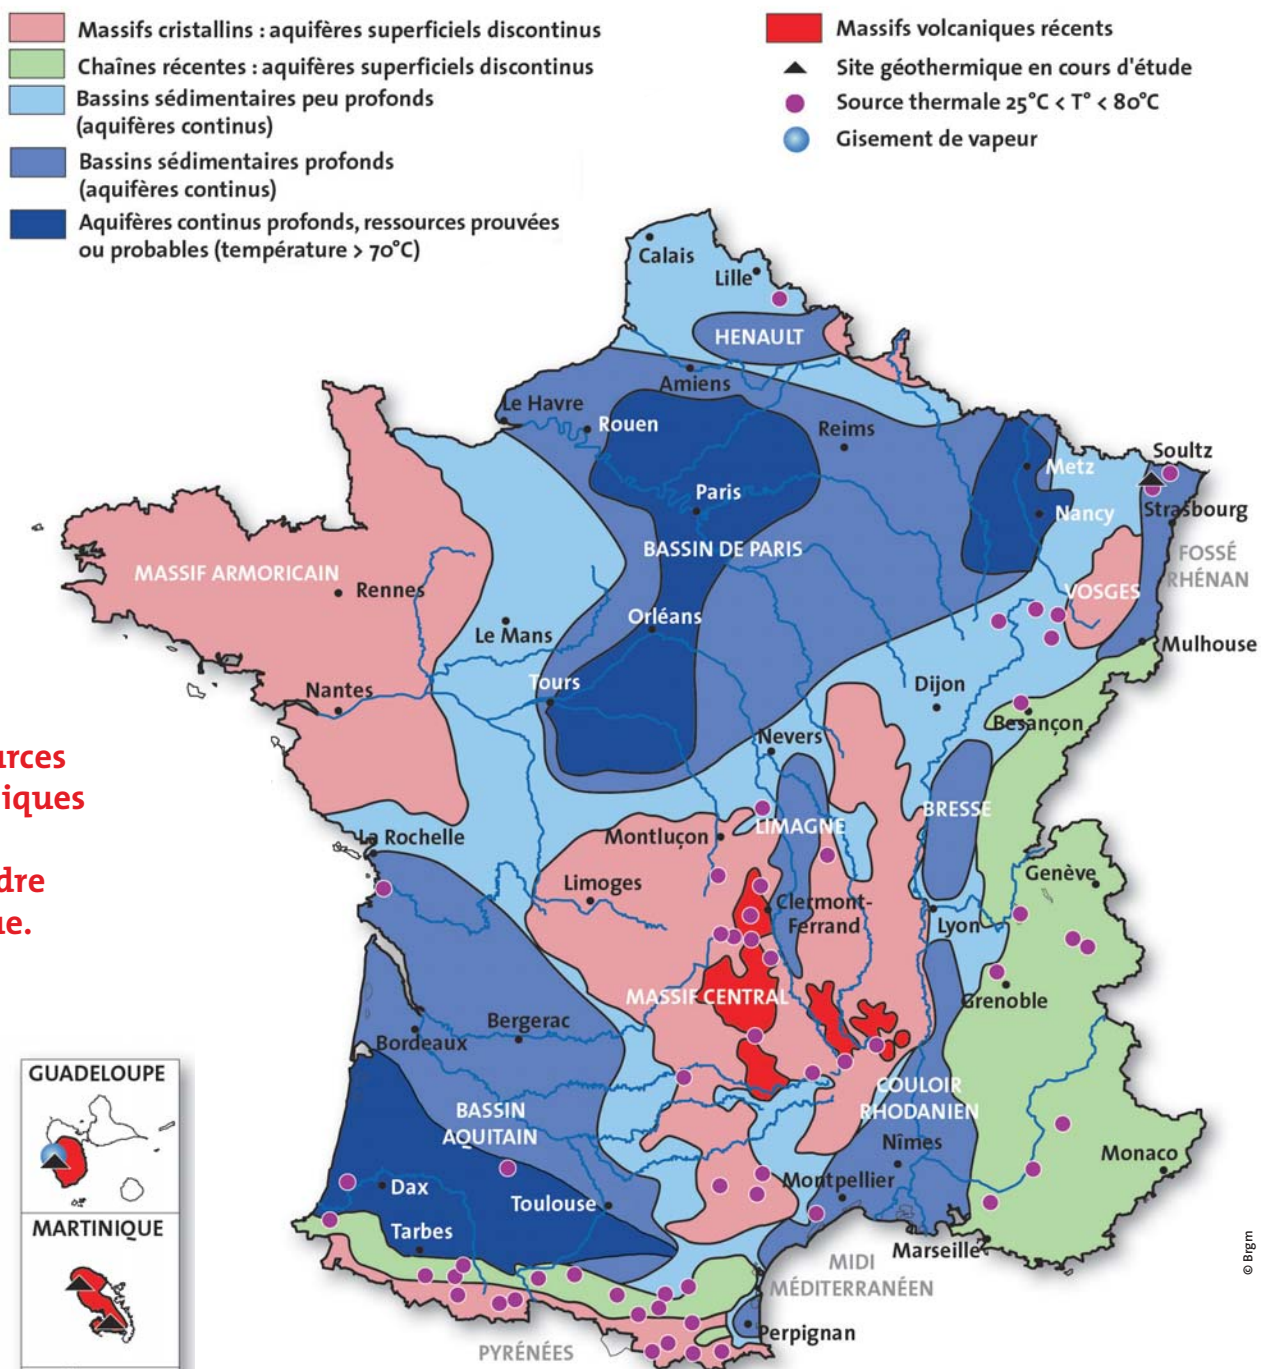 Massifs cristallins : aquifères superficiels discontinus
Chaînes récentes : aquifères superficiels discontinus
Bassins sédimentaires peu profonds
(aquifères continus)
Bassins sédimentaires profonds
(aquifères continus)
Aquifères continus profonds, ressources prouvées
ou probables (température > 70°C)
Massifs volcaniques récents
Site géothermique en cours d'étude
Source thermale 25°C < T° < 80°C
Gisement de vapeur
Calais
Lille
HENAULT
Amiens
Le Havre
Rouen
Reims
Metz
Soultz
Paris
Nancy
Strasbourg
BASSIN DE PARIS
FOSSÉ
RHÉNAN
MASSIF ARMORICAIN
Rennes
VOSGES
Orléans
Le Mans
Mulhouse
Tours
Nantes
Dijon
Besançon
Nevers
BRESSE
LIMAGNE
La Rochelle
Montluçon
Genève
Limoges
Clermont-
Ferrand
Lyon
MASSIF CENTRAL
Grenoble
Bergerac
Bordeaux
COULOIR
RHODANIEN
BASSIN
AQUITAIN
Nîmes
Monaco
Montpellier
Dax
Toulouse
Tarbes
Marseille
MIDI
MÉDITERRANÉEN
Perpignan
PYRÉNÉES
GUADELOUPE
MARTINIQUE
© Brgm